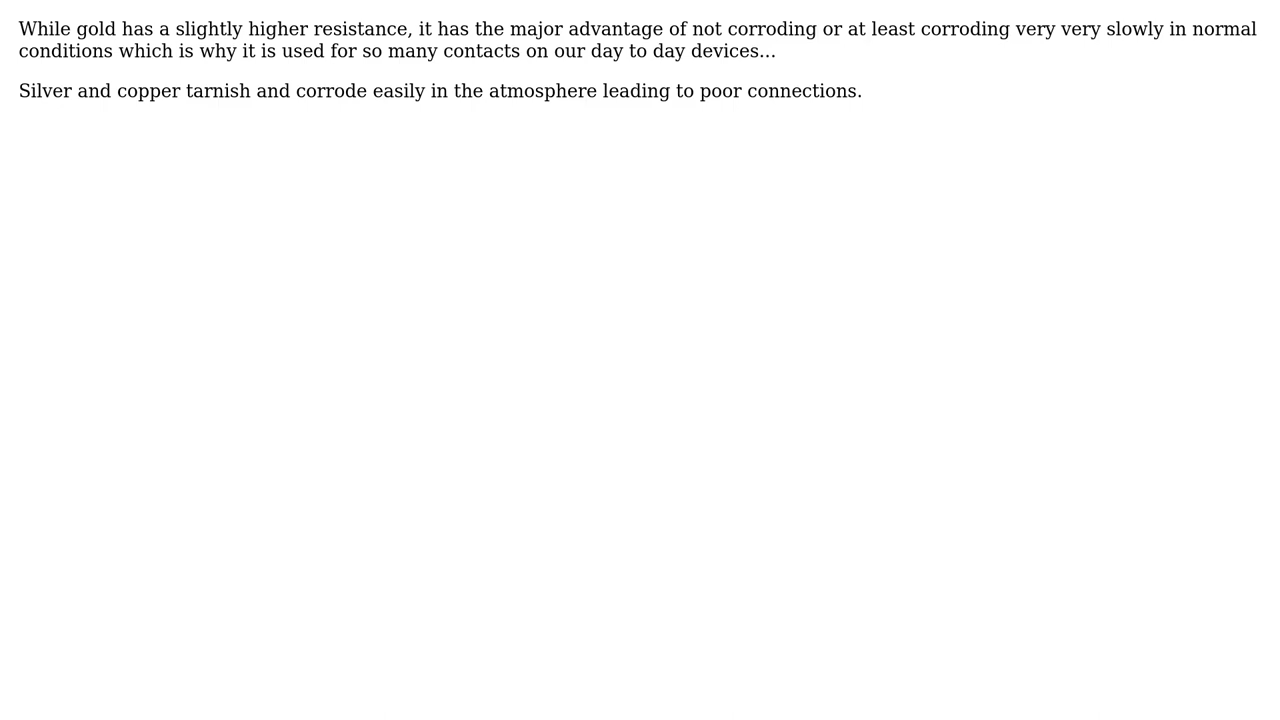 While gold has a slightly higher resistance, it has the major advantage of not corroding or at least corroding very very slowly in normal
conditions which is why it is used for so many contacts on our day to day devices...
Silver and copper tarnish and corrode easily in the atmosphere leading to poor connections.